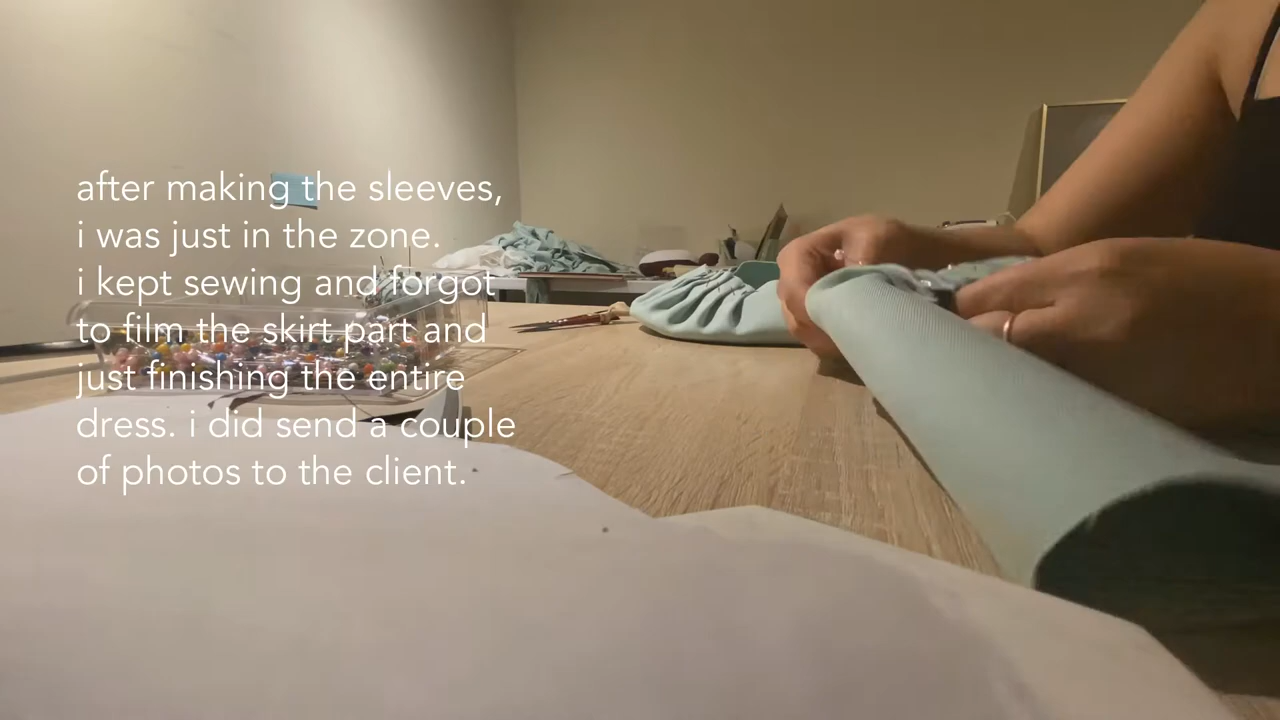 after making the sleeves,
i was just in the zone.
i kept sewing and forgot
to film the skirt part and
just finishing the entire
dress. i did send a couple
of photos to the client.